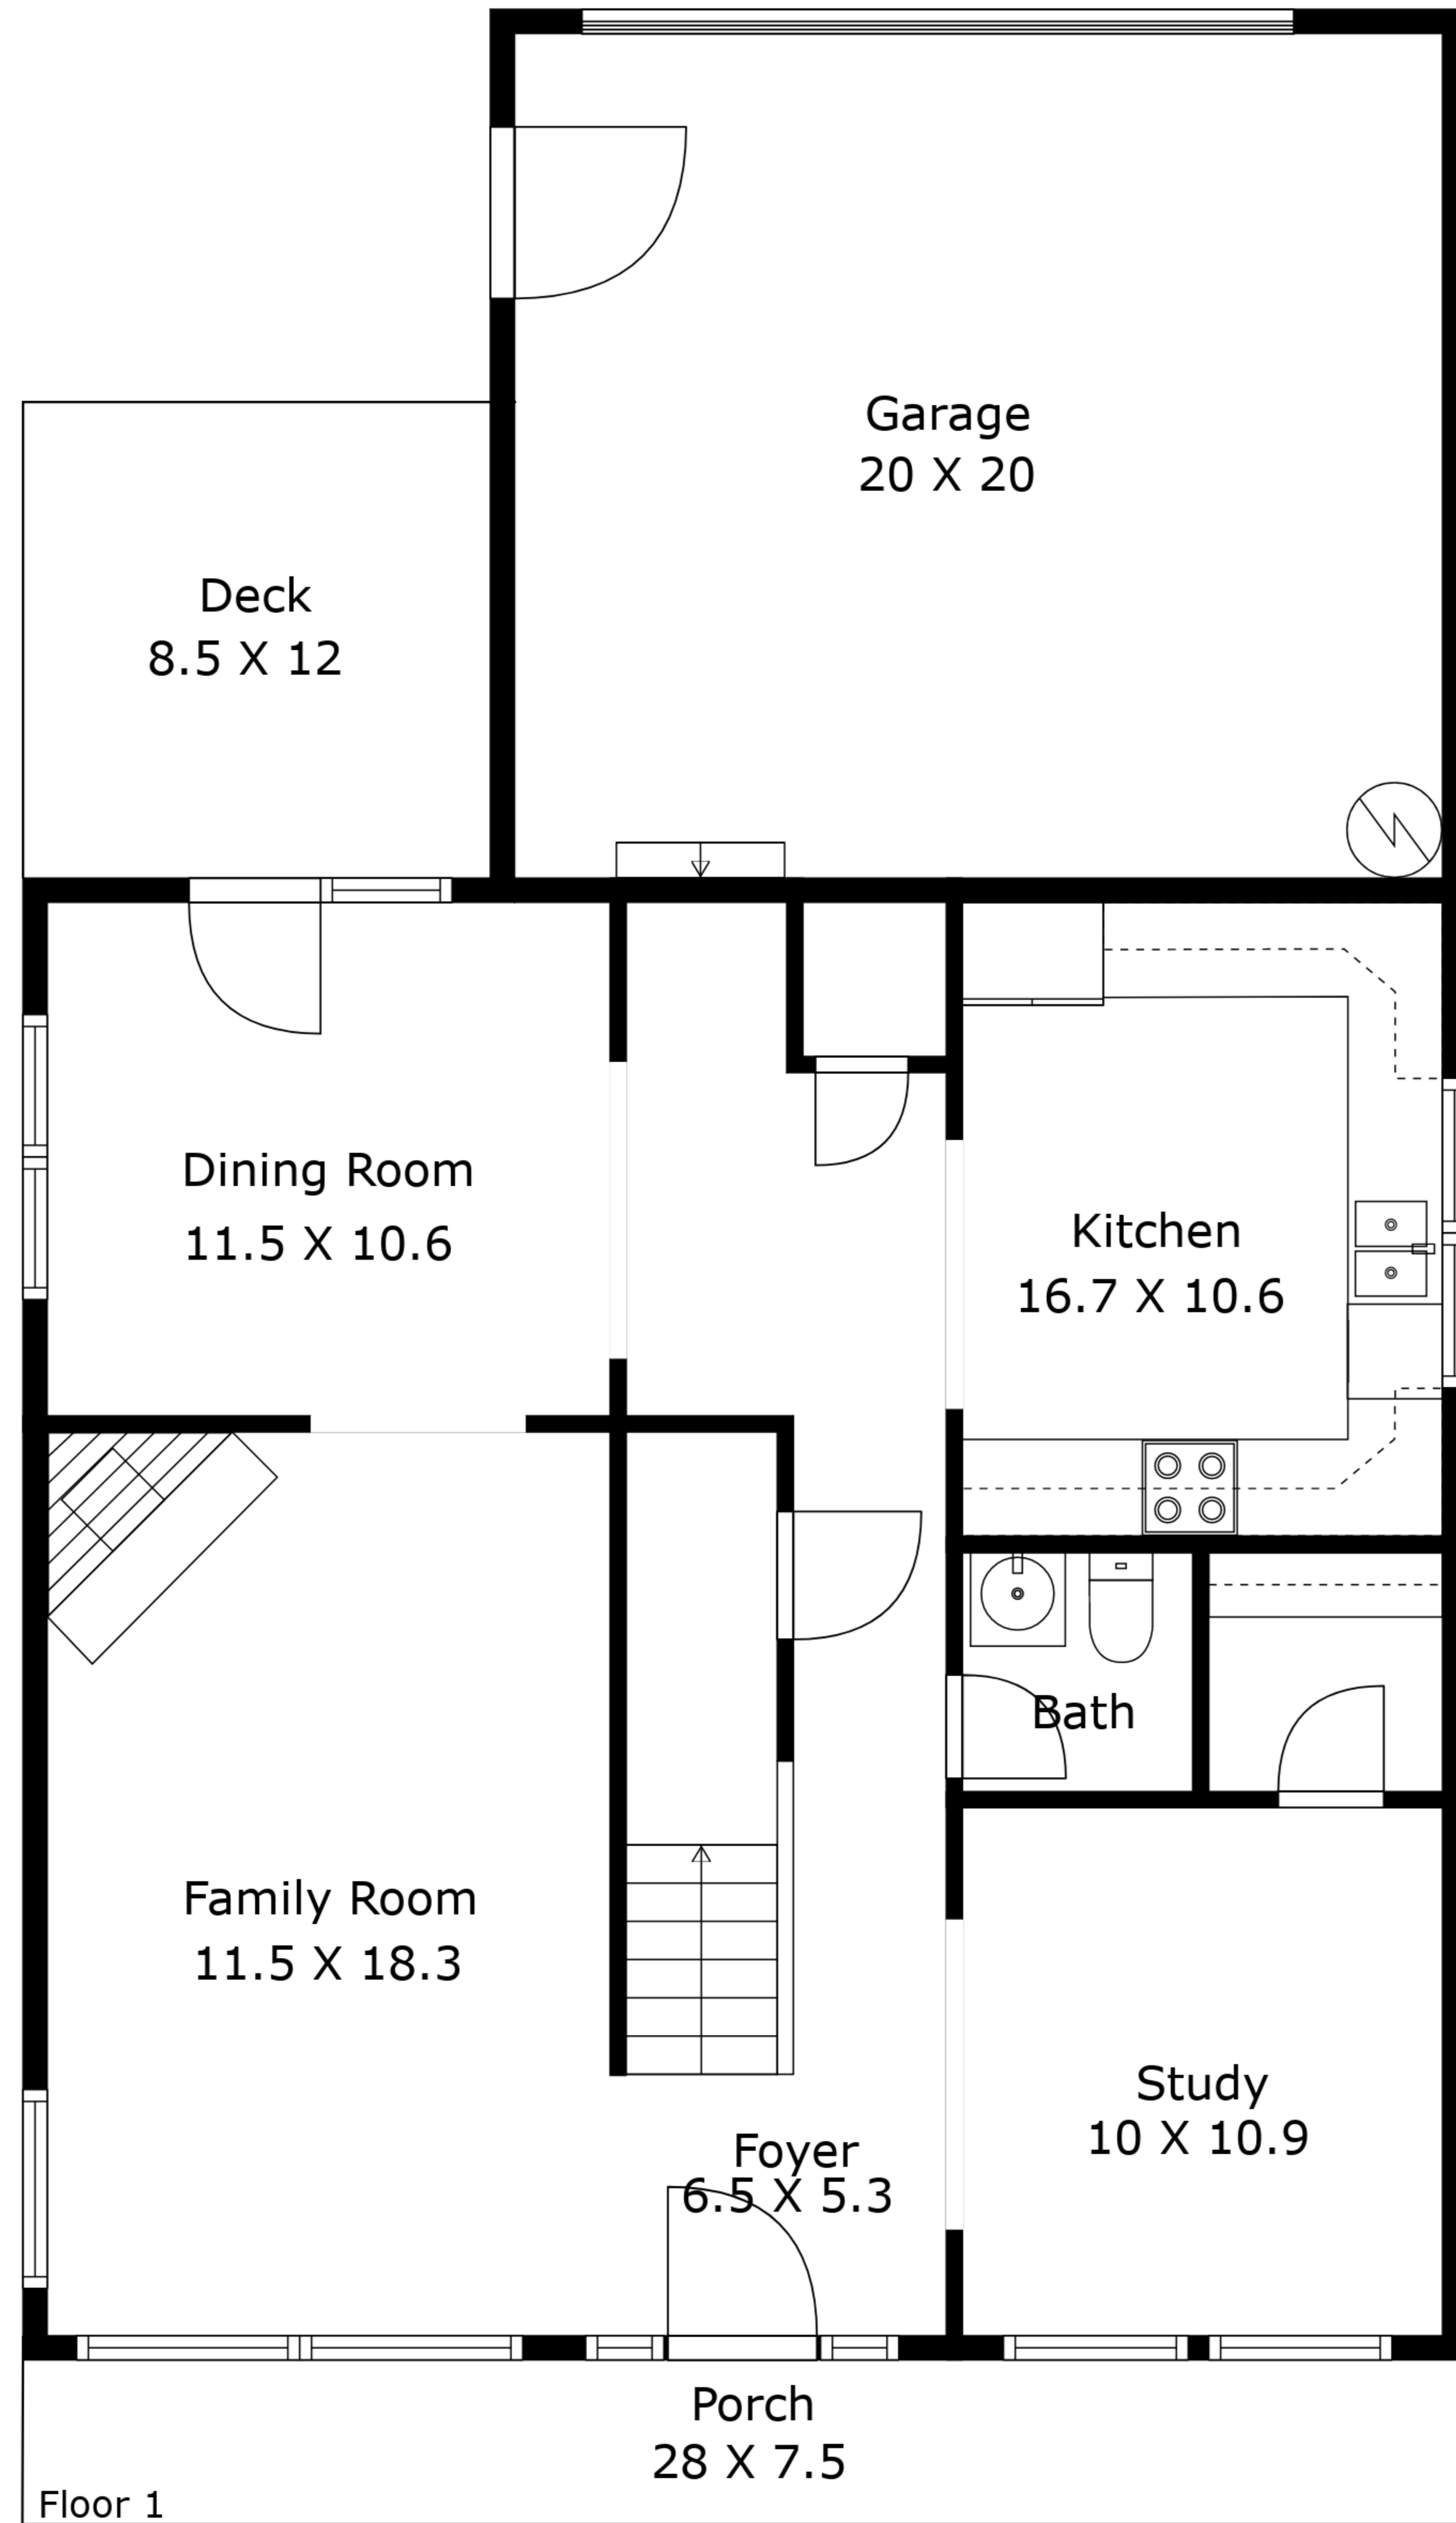 Garage
20 X 20
Deck
8.5 X 12
Dining Room
11.5 X 10.6
Kitchen
16.7 X 10.6
Bath
Family Room
11.5 X 18.3
Study
10 X 10.9
Foyer
6.5 X 5.3
Porch
28 X 7.5
Floor 1